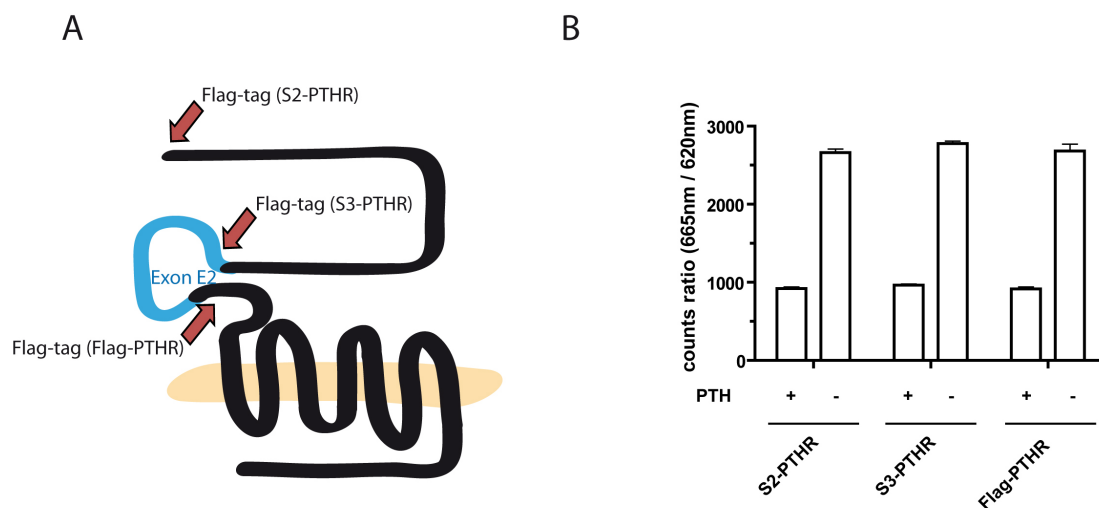 A
B
Flag-tag (S2-PTHR)
Flag-tag (S3-PTHR)
Exon E2
Flag-tag (Flag-PTHR)
counts ratio (665nm / 620nm)
3000
2000
1000
0
PTH + - + - + -
S2-PTHR
S3-PTHR
Flag-PTHR